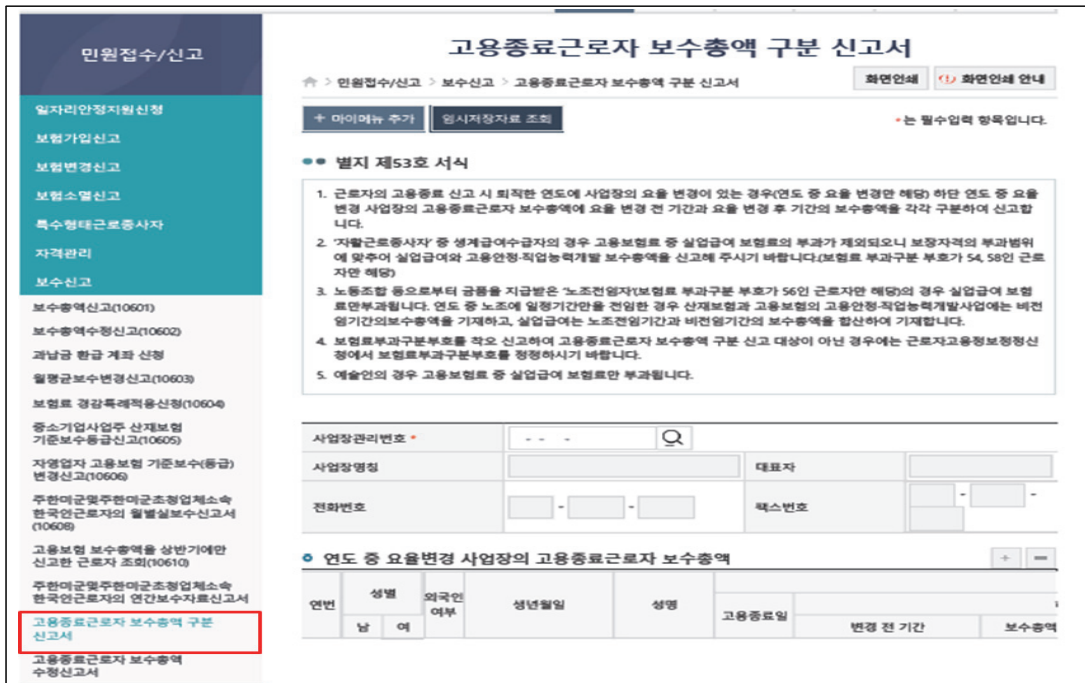 민원접수/신고
일자리안정지원신청
보험가입신고
보험변경신고
보험소멸신고
특수형태근로종사자
자격관리
보수신고
보수총액신고(10601)
보수총액수정신고(10602)
과납금 환급 계좌 신청
월평균보수변경신고(10603)
보험료 경감특례적용신청(10604)
중소기업사업주 산재보험
기준보수등급신고(10605)
자영업자 고용보험 기준보수(등급)
변경신고(10606)
주한미군및주한미군초청업체소속
한국인근로자의 월별실보수신고서
(10608)
고용보험 보수총액을 상반기에만
신고한 근로자 조회(10610)
주한미군및주한미군초청업체소속
한국인근로자의 연간보수자료신고서
고용종료근로자 보수총액 구분
신고서
고용종료근로자 보수총액
수정신고서
고용종료근로자 보수총액 구분 신고서
> 민원접수/신고 > 보수신고 > 고용종료근로자 보수총액 구분 신고서
화면인쇄 화면인쇄 안내
+ 마이메뉴 추가 임시저장자료 조회
*는 필수입력 항목입니다.
별지 제53호 서식
1. 근로자의 고용종료 신고 시 퇴직한 연도에 사업장의 요율 변경이 있는 경우(연도 중 요율 변경만 해당) 하단 연도 중 요율
변경 사업장의 고용종료근로자 보수총액에 요율 변경 전 기간과 요율 변경 후 기간의 보수총액을 각각 구분하여 신고합
니다.
2. '자활근로종사자' 중 생계급여수급자의 경우 고용보험료 중 실업급여 보험료의 부과가 제외되오니 보장자격의 부과범위
에 맞추어 실업급여와 고용안정·직업능력개발 보수총액을 신고해 주시기 바랍니다.(보험료 부과구분 부호가 54, 58인 근로
자만 해당)
3. 노동조합 등으로부터 금품을 지급받은 '노조전임자'(보험료 부과구분 부호가 56인 근로자만 해당)의 경우 실업급여 보험
료만부과됩니다. 연도 중 노조에 일정기간만을 전임한 경우 산재보험과 고용보험의 고용안정·직업능력개발사업에는 비전
임기간의보수총액을 기재하고, 실업급여는 노조전임기간과 비전임기간의 보수총액을 합산하여 기재합니다.
4. 보험료부과구분부호를 착오 신고하여 고용종료근로자 보수총액 구분 신고 대상이 아닌 경우에는 근로자고용정보정정신
청에서 보험료부과구분부호를 정정하시기 바랍니다.
5. 예술인의 경우 고용보험료 중 실업급여 보험료만 부과됩니다.
사업장관리번호 * - - -
사업장명칭 대표자
전화번호 - - 팩스번호 - -
연도 중 요율변경 사업장의 고용종료근로자 보수총액
연번 성별 외국인
여부 생년월일 성명 고용종료일
남 여 변경 전 기간 보수총액